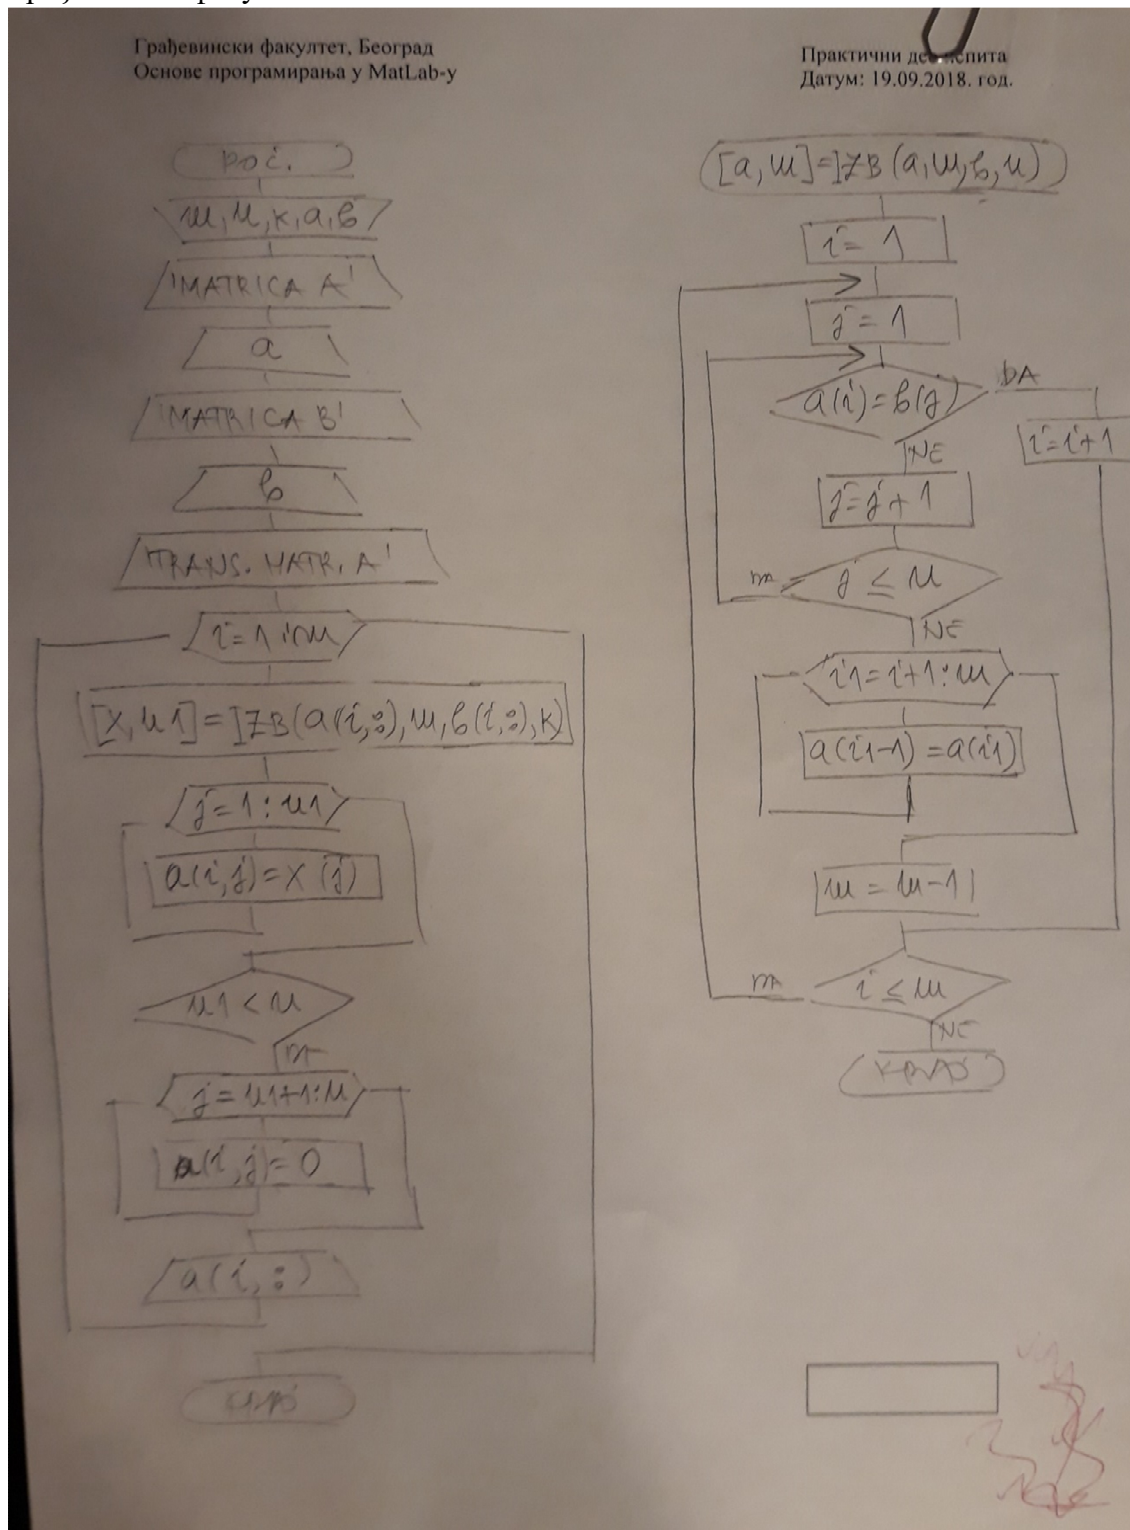 Грађевински факултет, Београд
Основе програмирања у MatLab-у
Практични део испита
Датум: 19.09.2018. год.
POČ.
m, n, k, a, b
'MATRICA A'
a
'MATRICA B'
b
'TRANS. MATR. A'
i=1:m
[x,n1]=IZB(a(i,:),n,b(i,:),k)
j=1:n1
a(i,j)=x(j)
n1<n
DA
j=n1+1:n
a(i,j)=0
a(i,:)
KRAJ
[a,m]=IZB(a,m,b,n)
i=1
j=1
a(i)=b(j)
DA
i=i+1
NE
j=j+1
j≤n
DA
NE
i1=i+1:m
a(i1-1)=a(i1)
m=m-1
i≤m
DA
NE
KRAJ